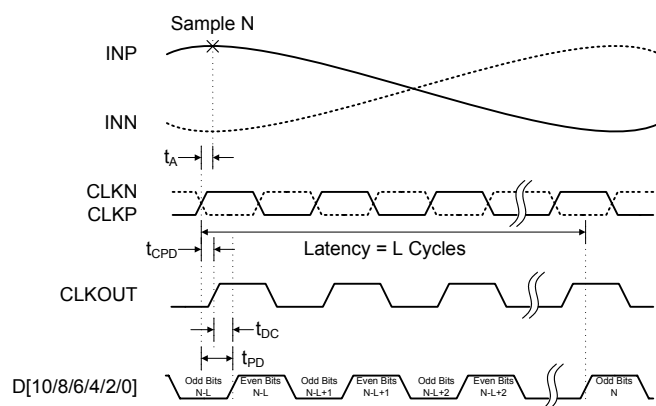 Sample N
INP
INN
tA
CLKN
CLKP
tCPD
Latency = L Cycles
CLKOUT
tDC
tPD
D[10/8/6/4/2/0]
Odd Bits N-L
Even Bits N-L
Odd Bits N-L+1
Even Bits N-L+1
Odd Bits N-L+2
Even Bits N-L+2
Odd Bits N